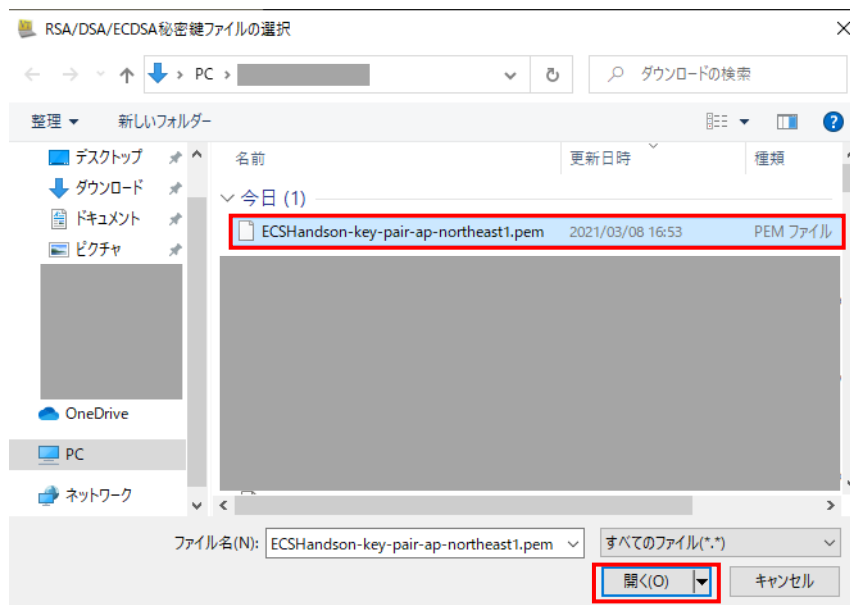 RSA/DSA/ECDSA秘密鍵ファイルの選択
PC
ダウンロードの検索
整理 新しいフォルダー
デスクトップ
ダウンロード
ドキュメント
ピクチャ
OneDrive
PC
ネットワーク
名前 更新日時 種類
今日 (1)
ECSHandson-key-pair-ap-northeast1.pem 2021/03/08 16:53 PEM ファイル
ファイル名(N): ECSHandson-key-pair-ap-northeast1.pem すべてのファイル(*.*)
開く(O) キャンセル